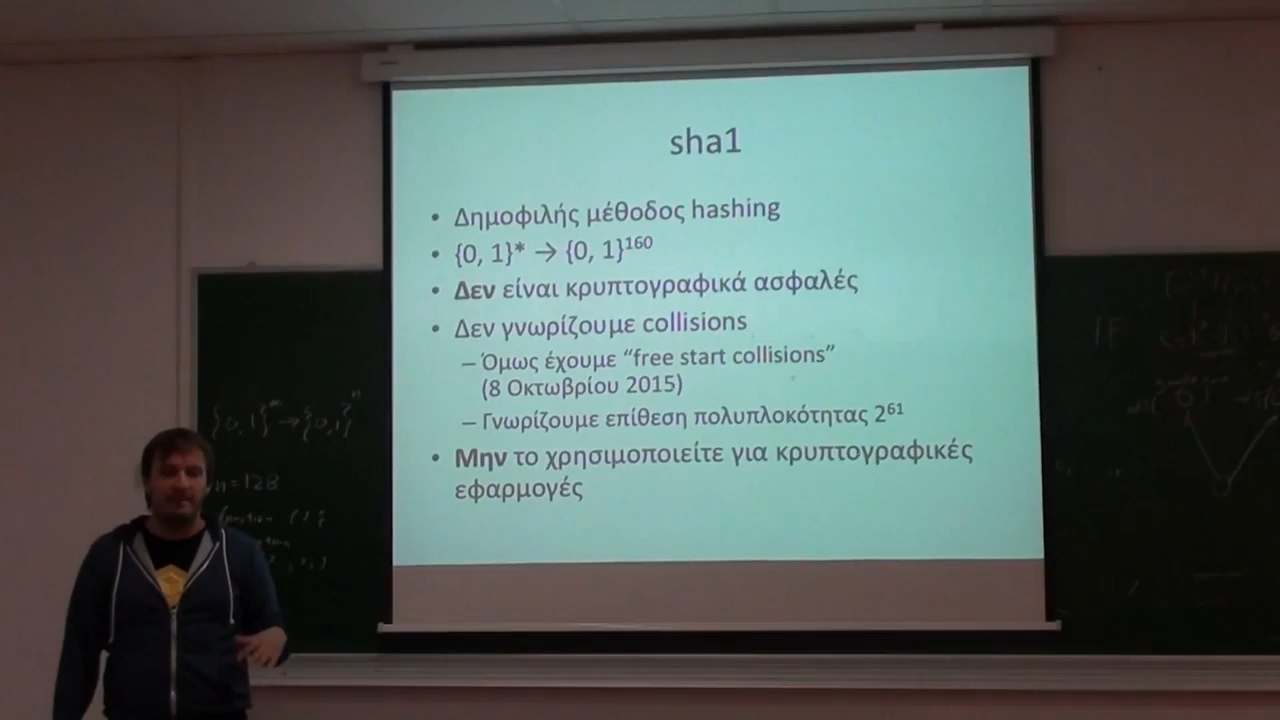 sha1
• Δημοφιλής μέθοδος hashing
• {0, 1}* → {0, 1}¹⁶⁰
• Δεν είναι κρυπτογραφικά ασφαλές
• Δεν γνωρίζουμε collisions
– Όμως έχουμε “free start collisions”
(8 Οκτωβρίου 2015)
– Γνωρίζουμε επίθεση πολυπλοκότητας 2⁶¹
• Μην το χρησιμοποιείτε για κρυπτογραφικές
εφαρμογές
{0,1}* → {0,1}ⁿ
n = 128
IF